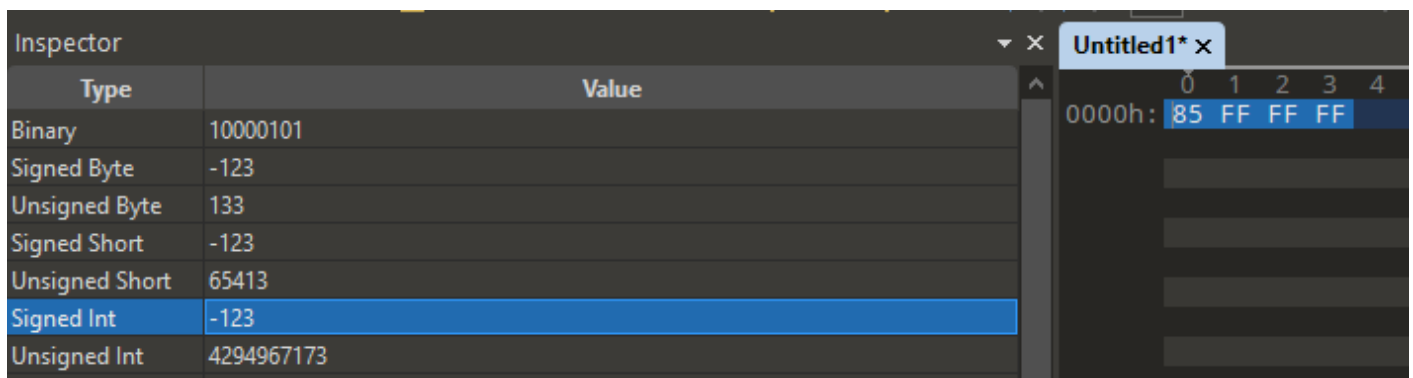 Inspector
Type Value
Binary 10000101
Signed Byte -123
Unsigned Byte 133
Signed Short -123
Unsigned Short 65413
Signed Int -123
Unsigned Int 4294967173
Untitled1*
0 1 2 3 4
0000h: 85 FF FF FF